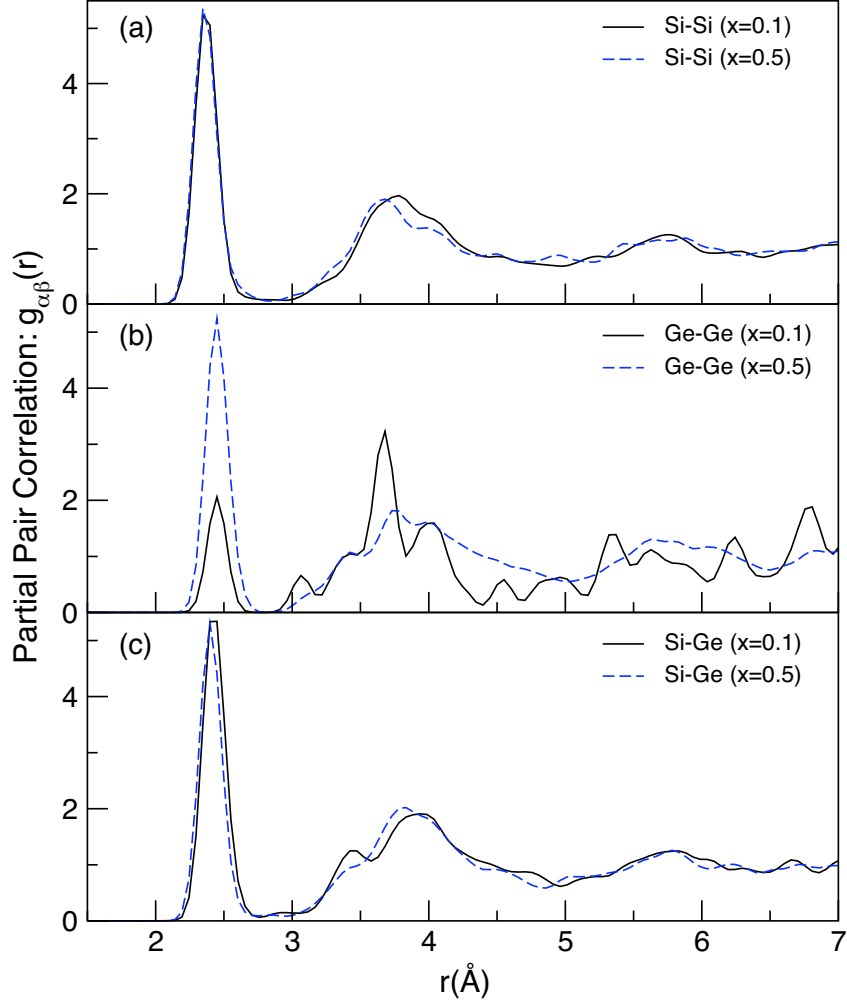 (a)
Si-Si (x=0.1)
Si-Si (x=0.5)
4
2
0
(b)
Ge-Ge (x=0.1)
Ge-Ge (x=0.5)
4
2
0
(c)
Si-Ge (x=0.1)
Si-Ge (x=0.5)
4
2
0
2 3 4 5 6 7
r(Å)
Partial Pair Correlation: gαβ(r)